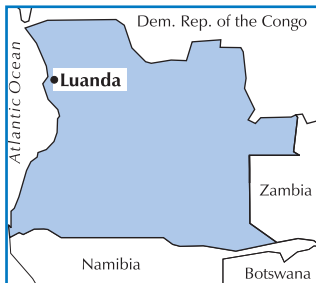 Dem. Rep. of the Congo
Atlantic Ocean
Luanda
Zambia
Namibia
Botswana